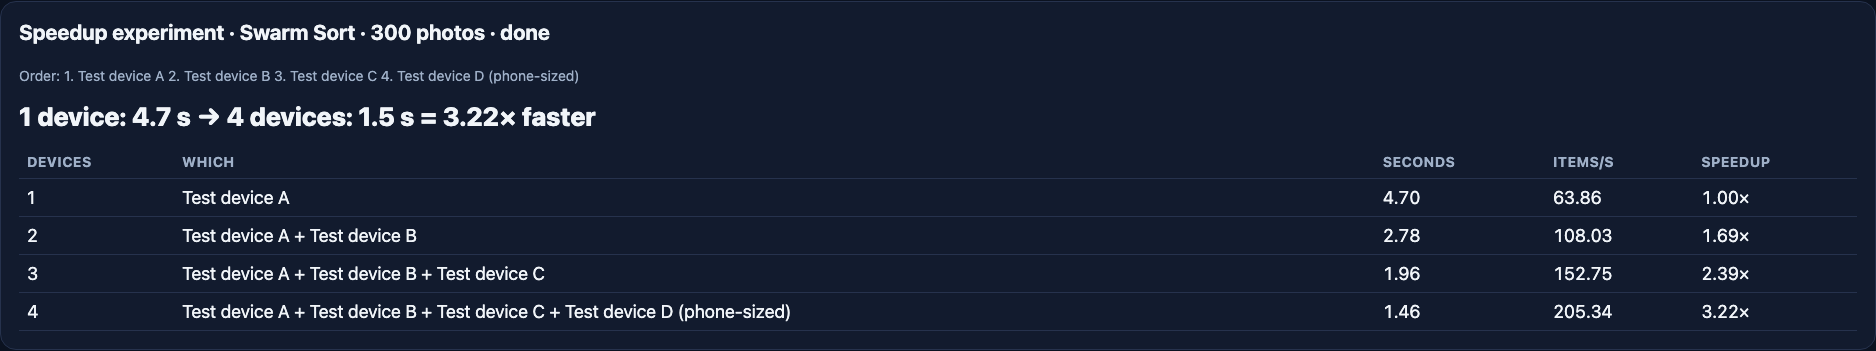 Speedup experiment · Swarm Sort · 300 photos · done
Order: 1. Test device A 2. Test device B 3. Test device C 4. Test device D (phone-sized)
1 device: 4.7 s → 4 devices: 1.5 s = 3.22× faster
DEVICES WHICH SECONDS ITEMS/S SPEEDUP
1 Test device A 4.70 63.86 1.00×
2 Test device A + Test device B 2.78 108.03 1.69×
3 Test device A + Test device B + Test device C 1.96 152.75 2.39×
4 Test device A + Test device B + Test device C + Test device D (phone-sized) 1.46 205.34 3.22×